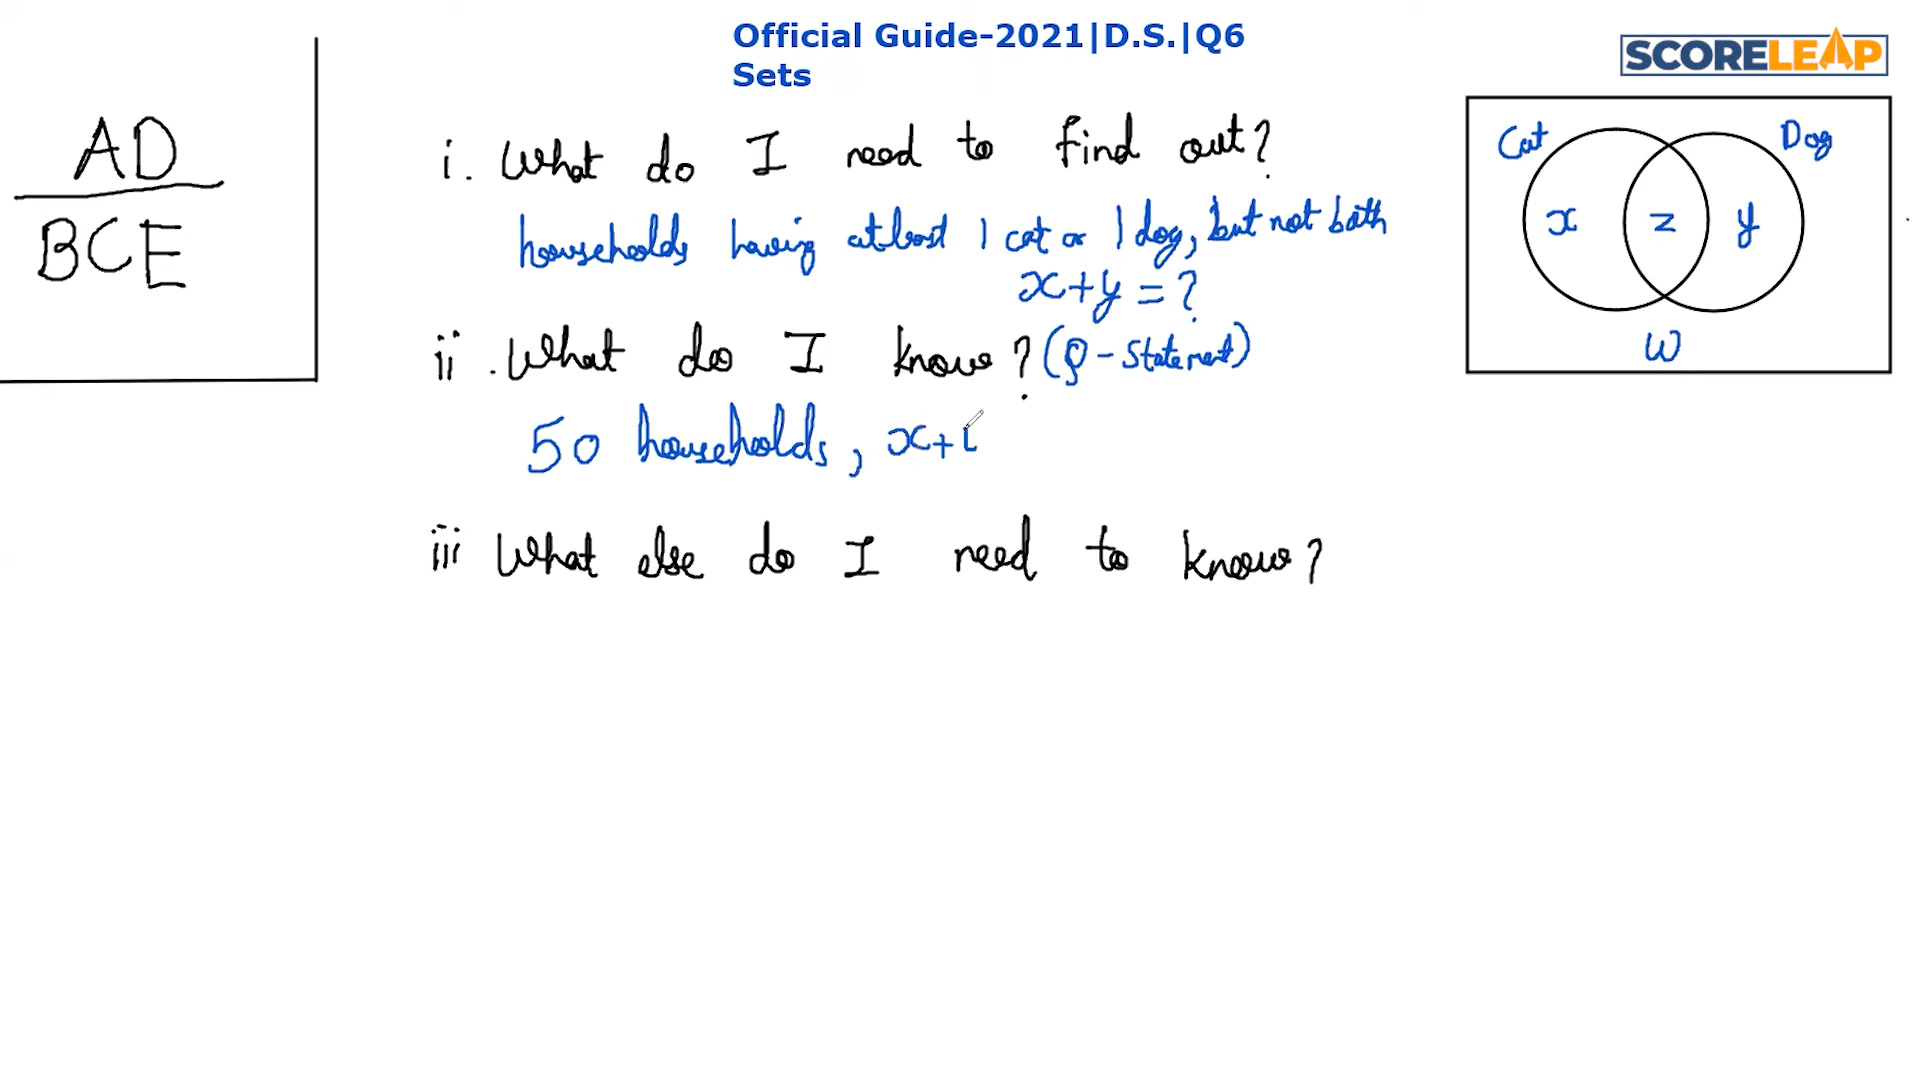 Official Guide-2021|D.S.|Q6
Sets
SCORELEAP
AD
BCE
i. What do I need to find out?
households having atleast 1 cat or 1 dog, but not both
x+y=?
ii. What do I know? (Q-Statement)
50 households, x+
iii What else do I need to know?
Cat
Dog
x
z
y
w